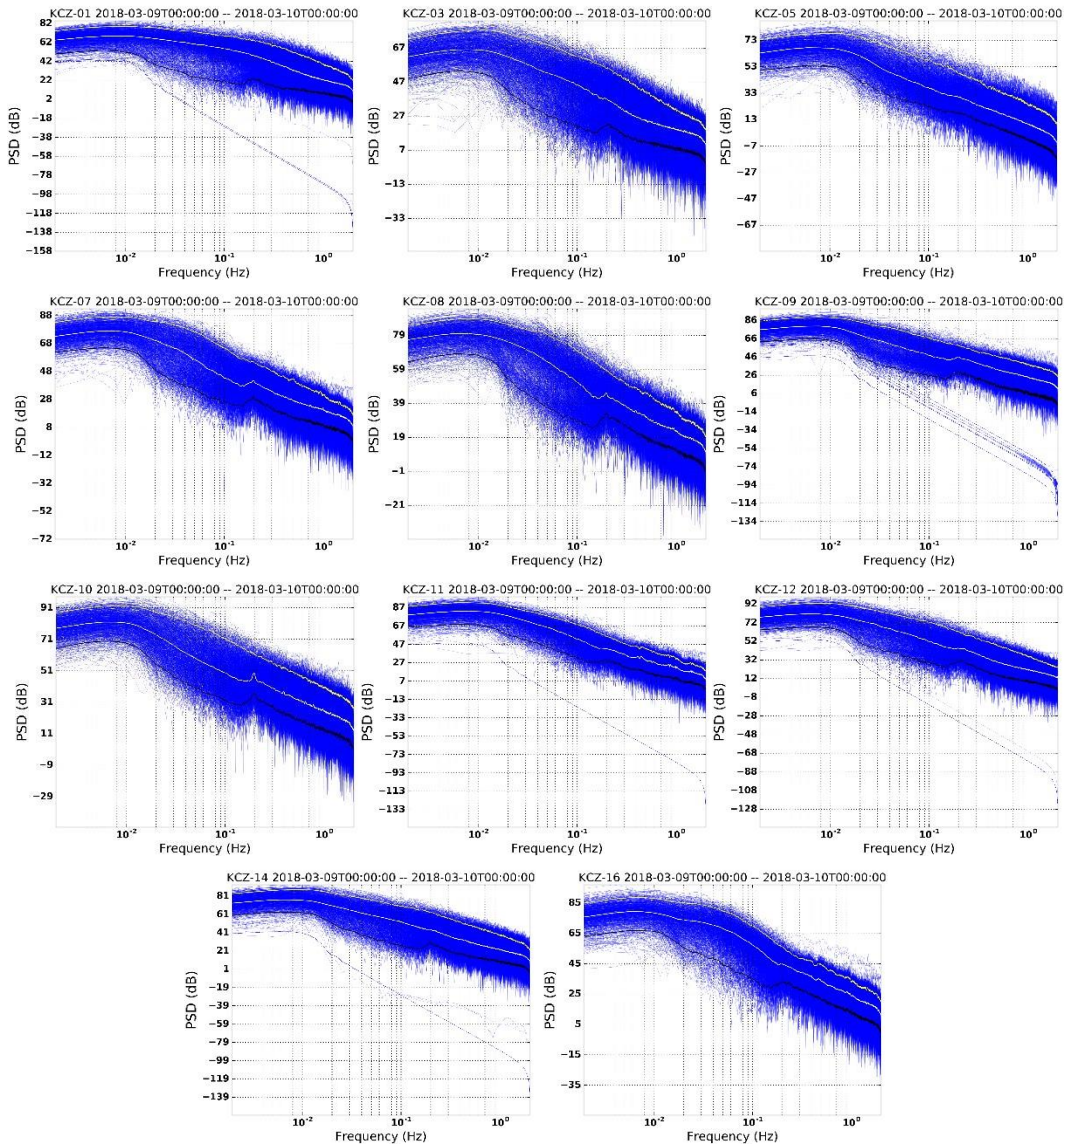 KCZ-01 2018-03-09T00:00:00 -- 2018-03-10T00:00:00
PSD (dB)
82
62
42
22
2
−18
−38
−58
−78
−98
−118
−138
−158
10⁻² 10⁻¹ 10⁰
Frequency (Hz)
KCZ-03 2018-03-09T00:00:00 -- 2018-03-10T00:00:00
PSD (dB)
67
47
27
7
−13
−33
10⁻² 10⁻¹ 10⁰
Frequency (Hz)
KCZ-05 2018-03-09T00:00:00 -- 2018-03-10T00:00:00
PSD (dB)
73
53
33
13
−7
−27
−47
−67
10⁻² 10⁻¹ 10⁰
Frequency (Hz)
KCZ-07 2018-03-09T00:00:00 -- 2018-03-10T00:00:00
PSD (dB)
88
68
48
28
8
−12
−32
−52
−72
10⁻² 10⁻¹ 10⁰
Frequency (Hz)
KCZ-08 2018-03-09T00:00:00 -- 2018-03-10T00:00:00
PSD (dB)
79
59
39
19
−1
−21
10⁻² 10⁻¹ 10⁰
Frequency (Hz)
KCZ-09 2018-03-09T00:00:00 -- 2018-03-10T00:00:00
PSD (dB)
86
66
46
26
6
−14
−34
−54
−74
−94
−114
−134
10⁻² 10⁻¹ 10⁰
Frequency (Hz)
KCZ-10 2018-03-09T00:00:00 -- 2018-03-10T00:00:00
PSD (dB)
91
71
51
31
11
−9
−29
10⁻² 10⁻¹ 10⁰
Frequency (Hz)
KCZ-11 2018-03-09T00:00:00 -- 2018-03-10T00:00:00
PSD (dB)
87
67
47
27
7
−13
−33
−53
−73
−93
−113
−133
10⁻² 10⁻¹ 10⁰
Frequency (Hz)
KCZ-12 2018-03-09T00:00:00 -- 2018-03-10T00:00:00
PSD (dB)
92
72
52
32
12
−8
−28
−48
−68
−88
−108
−128
10⁻² 10⁻¹ 10⁰
Frequency (Hz)
KCZ-14 2018-03-09T00:00:00 -- 2018-03-10T00:00:00
PSD (dB)
81
61
41
21
1
−19
−39
−59
−79
−99
−119
−139
10⁻² 10⁻¹ 10⁰
Frequency (Hz)
KCZ-16 2018-03-09T00:00:00 -- 2018-03-10T00:00:00
PSD (dB)
85
65
45
25
5
−15
−35
10⁻² 10⁻¹ 10⁰
Frequency (Hz)